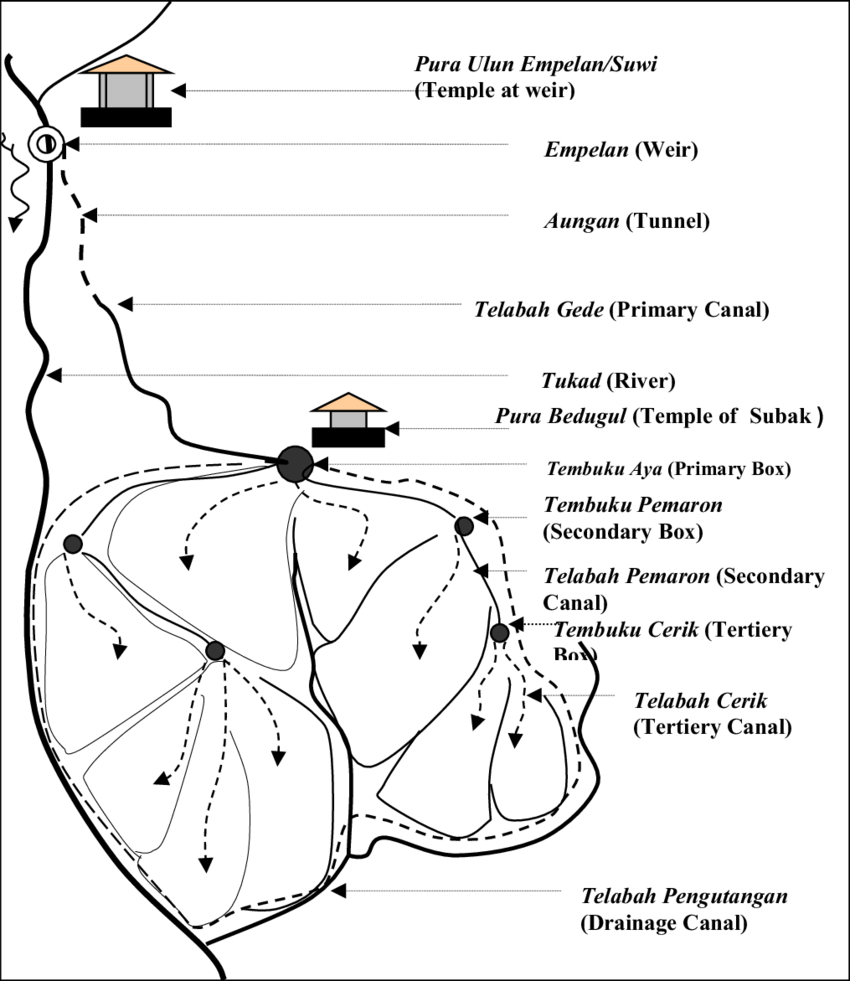 Pura Ulun Empelan/Suwi
(Temple at weir)
Empelan (Weir)
Aungan (Tunnel)
Telabah Gede (Primary Canal)
Tukad (River)
Pura Bedugul (Temple of Subak)
Tembuku Aya (Primary Box)
Tembuku Pemaron
(Secondary Box)
Telabah Pemaron (Secondary
Canal)
Tembuku Cerik (Tertiery
Box)
Telabah Cerik
(Tertiery Canal)
Telabah Pengutangan
(Drainage Canal)